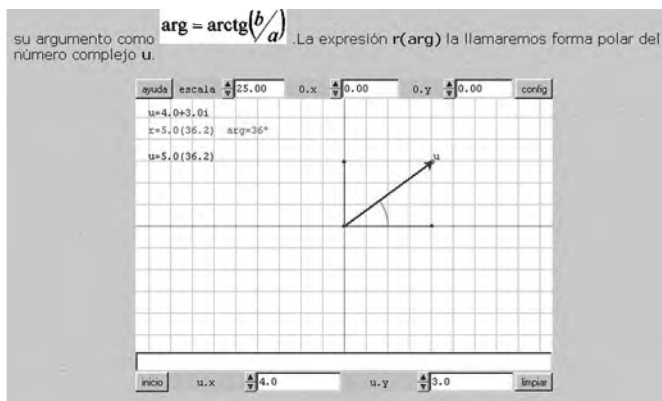 su argumento como arg = arctg(b/a) .La expresión r(arg) la llamaremos forma polar del
número complejo u.
ayuda escala 25.00 0.x 0.00 0.y 0.00 config
u=4.0+3.0i
r=5.0(36.2) arg=36°
u=5.0(36.2)
u
inicio u.x 4.0 u.y 3.0 limpiar